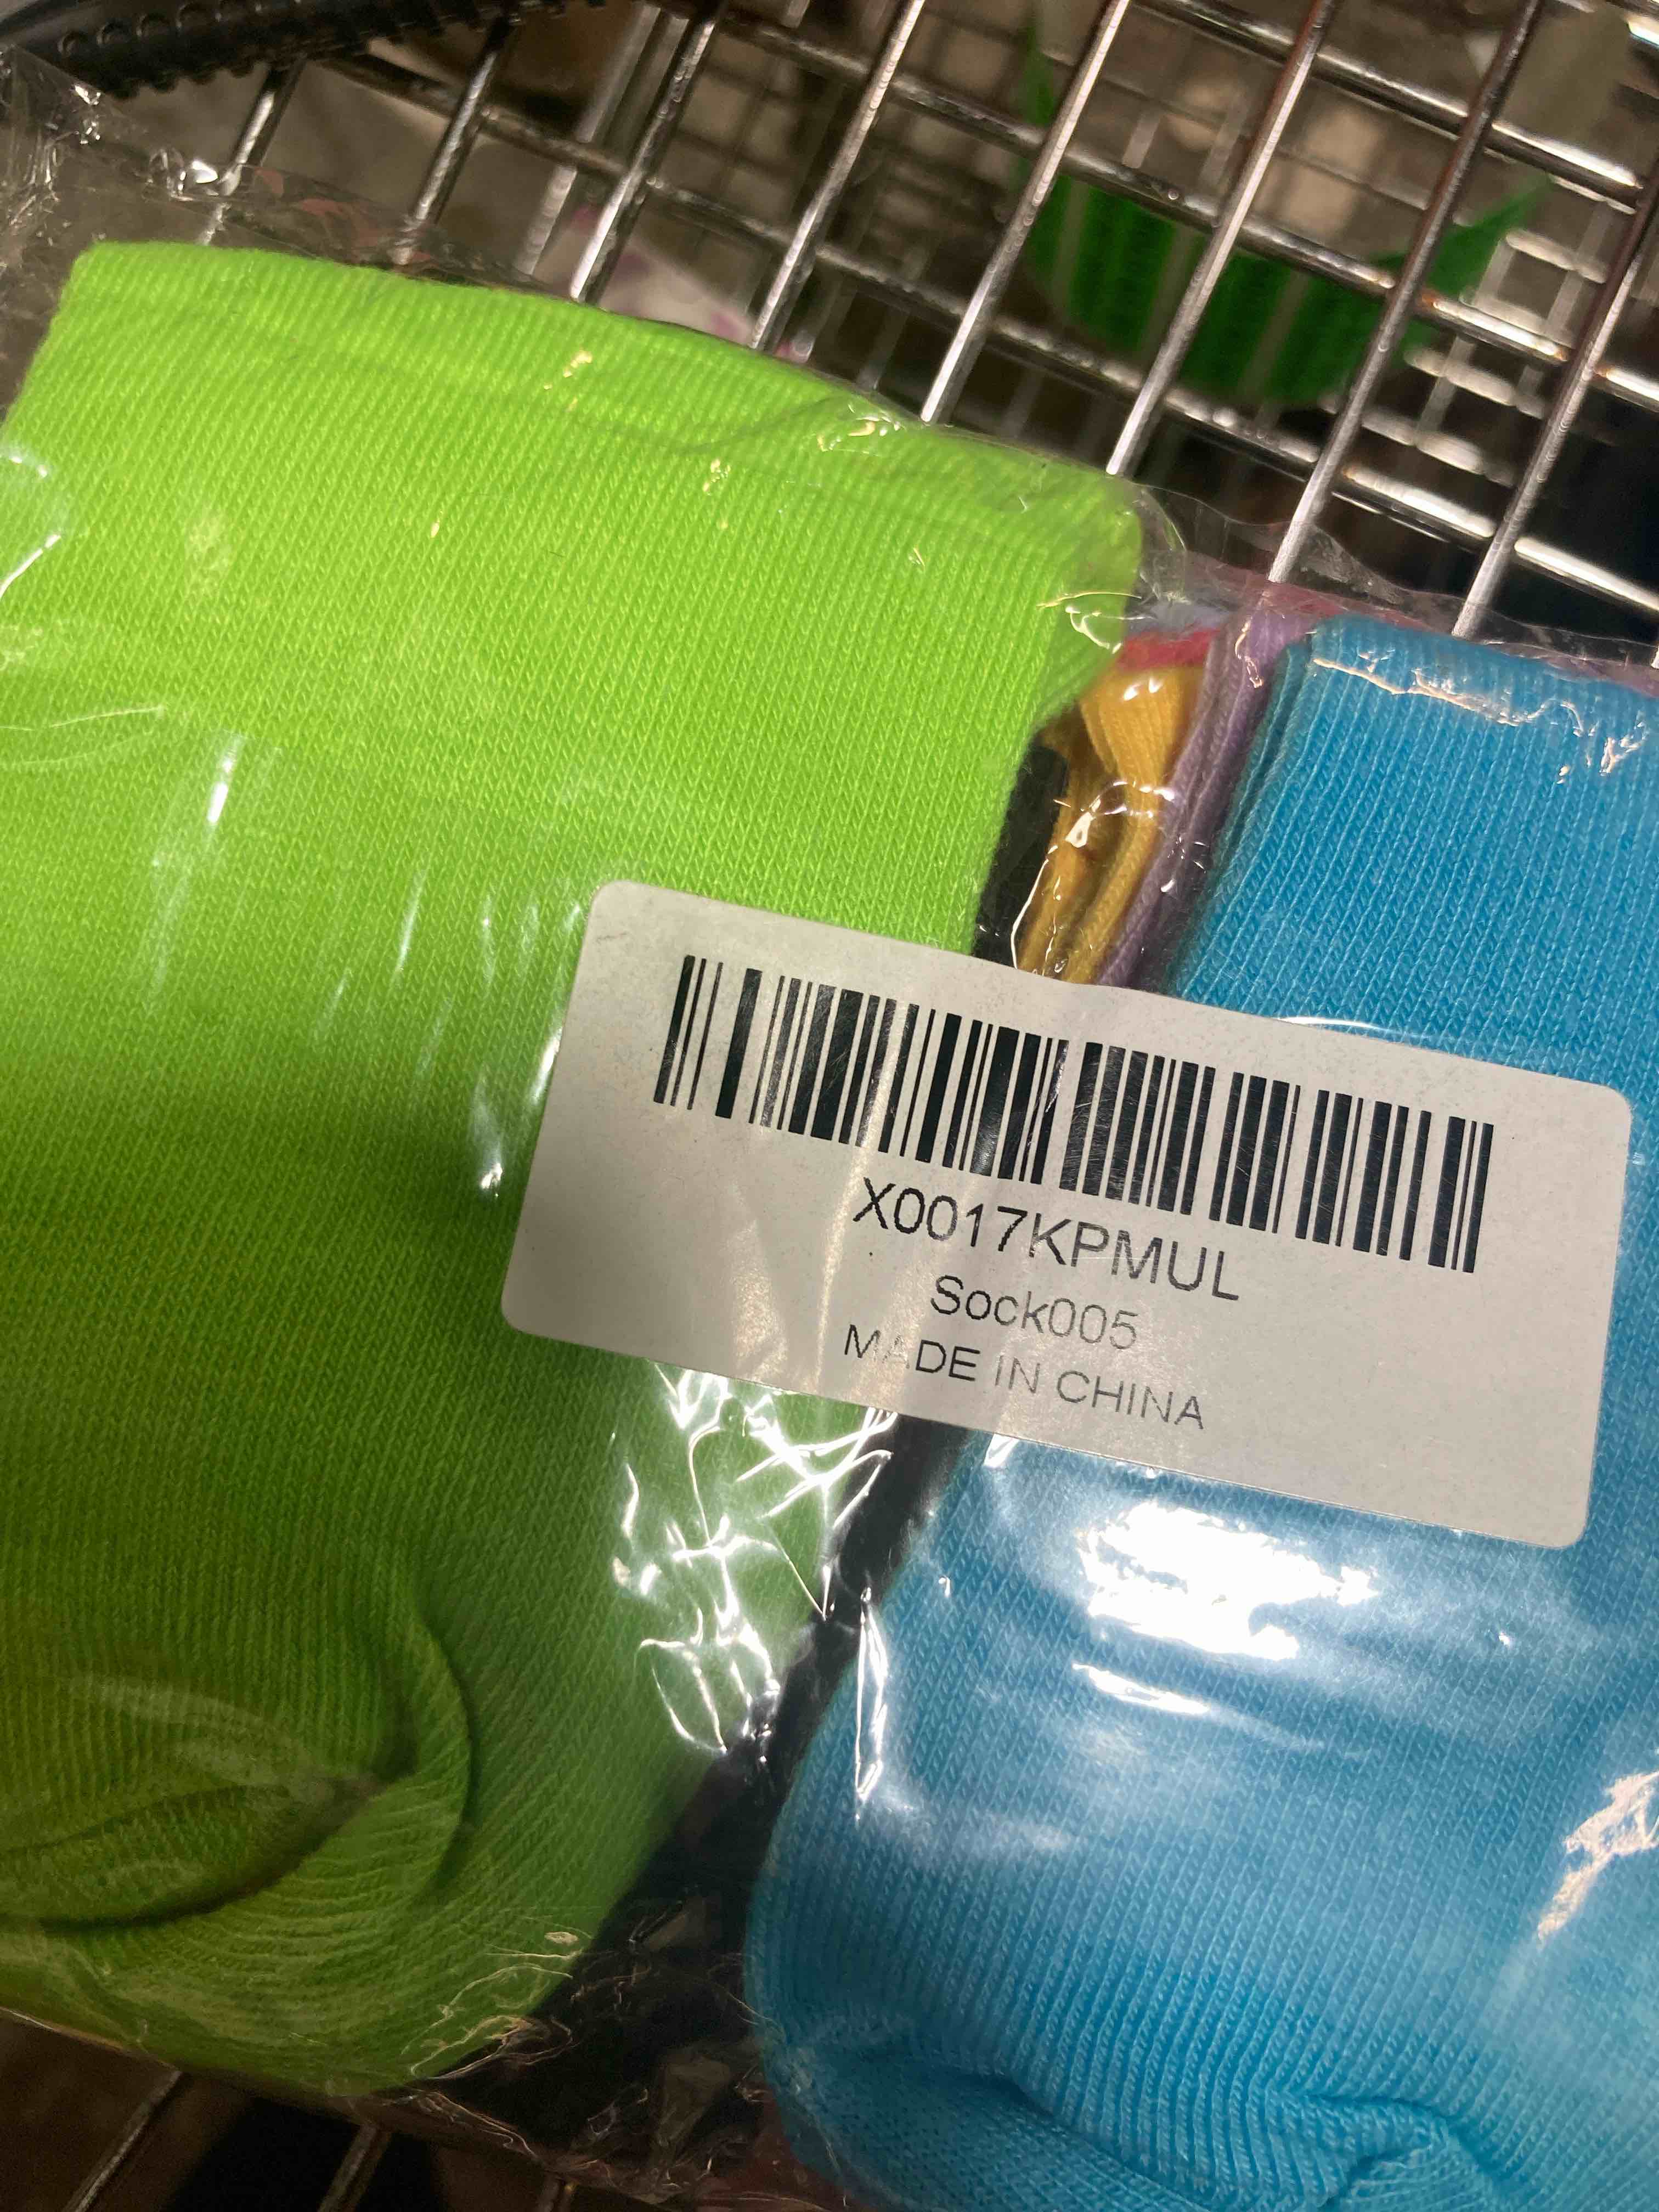 X0017KPMUL
Sock005
MADE IN CHINA